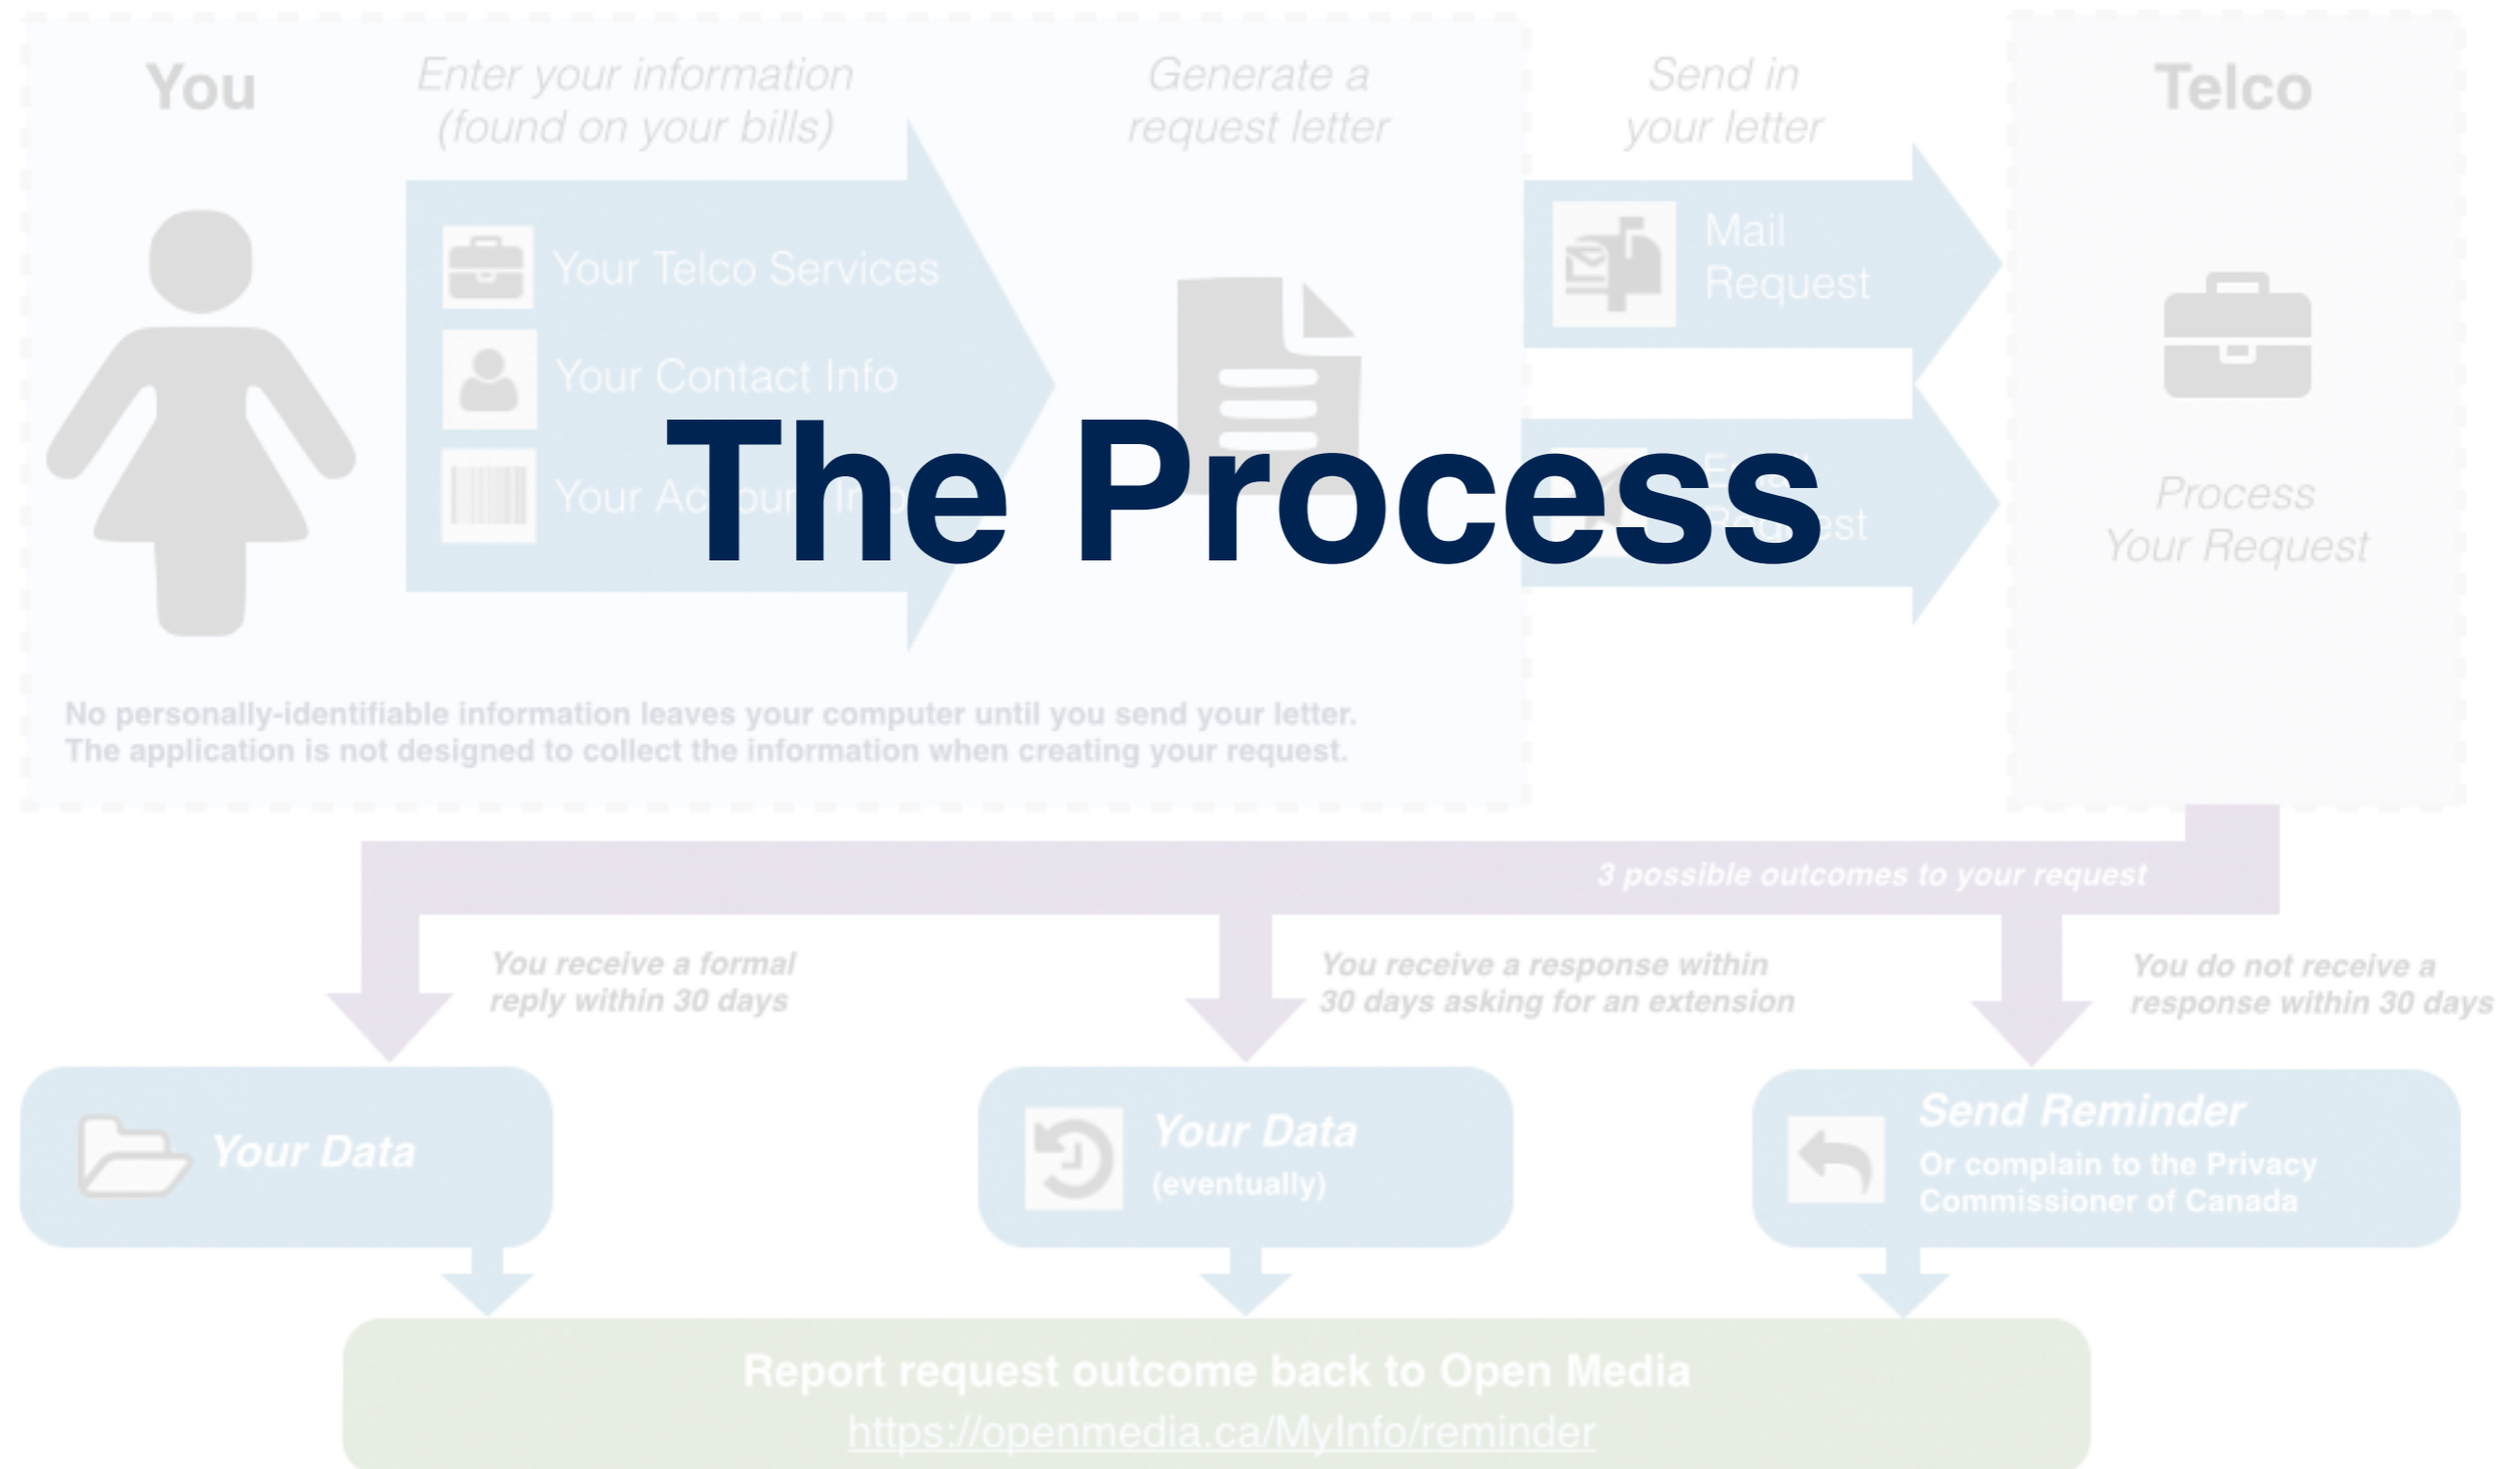 You
Enter your information
(found on your bills)
Generate a
request letter
Send in
your letter
Telco
Your Telco Services
Your Contact Info
Your Account Info
Mail
Request
Email
Request
The Process
Process
Your Request
No personally-identifiable information leaves your computer until you send your letter.
The application is not designed to collect the information when creating your request.
3 possible outcomes to your request
You receive a formal
reply within 30 days
You receive a response within
30 days asking for an extension
You do not receive a
response within 30 days
Your Data
Your Data
(eventually)
Send Reminder
Or complain to the Privacy
Commissioner of Canada
Report request outcome back to Open Media
https://openmedia.ca/MyInfo/reminder